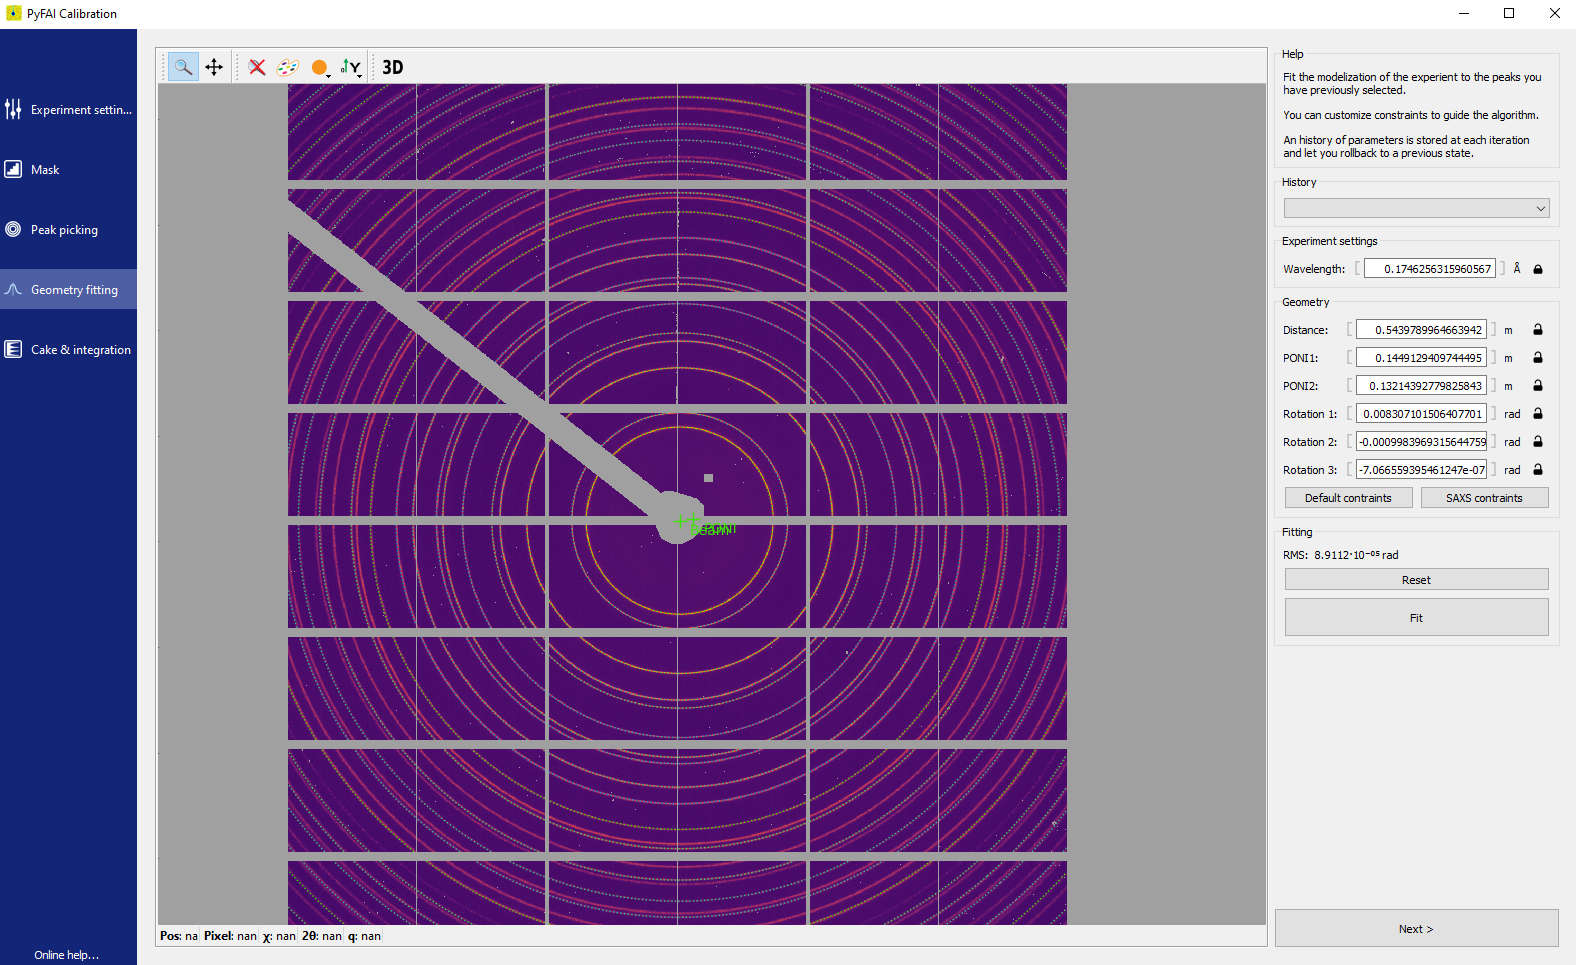 PyFAI Calibration
Experiment settin...
Mask
Peak picking
Geometry fitting
Cake & integration
Online help...
Y
3D
Beam
Pos: na Pixel: nan χ: nan 2θ: nan q: nan
Help
Fit the modelization of the experient to the peaks you
have previously selected.
You can customize constraints to guide the algorithm.
An history of parameters is stored at each iteration
and let you rollback to a previous state.
History
Experiment settings
Wavelength: [ 0.1746256315960567 ] Å
Geometry
Distance: [ 0.5439789964663942 ] m
PONI1: [ 0.1449129409744495 ] m
PONI2: [ 0.13214392779825843 ] m
Rotation 1: [ 0.008307101506407701 ] rad
Rotation 2: [ -0.0009983969315644759 ] rad
Rotation 3: [ -7.066559395461247e-07 ] rad
Default contraints
SAXS contraints
Fitting
RMS: 8.9112·10⁻⁰⁵ rad
Reset
Fit
Next >